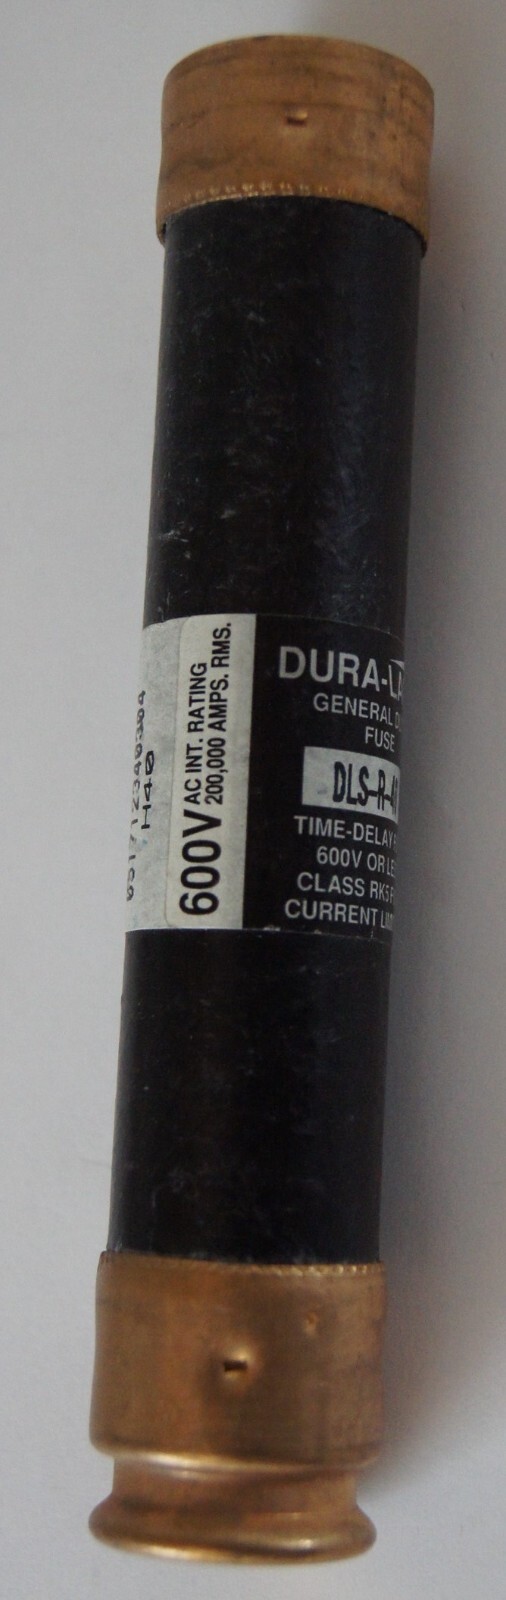 H40
600V AC INT. RATING
200,000 AMPS. RMS.
DURA-LA
GENERAL D
FUSE
DLS-R-4
TIME-DELAY
600V OR LE
CLASS RK5
CURRENT